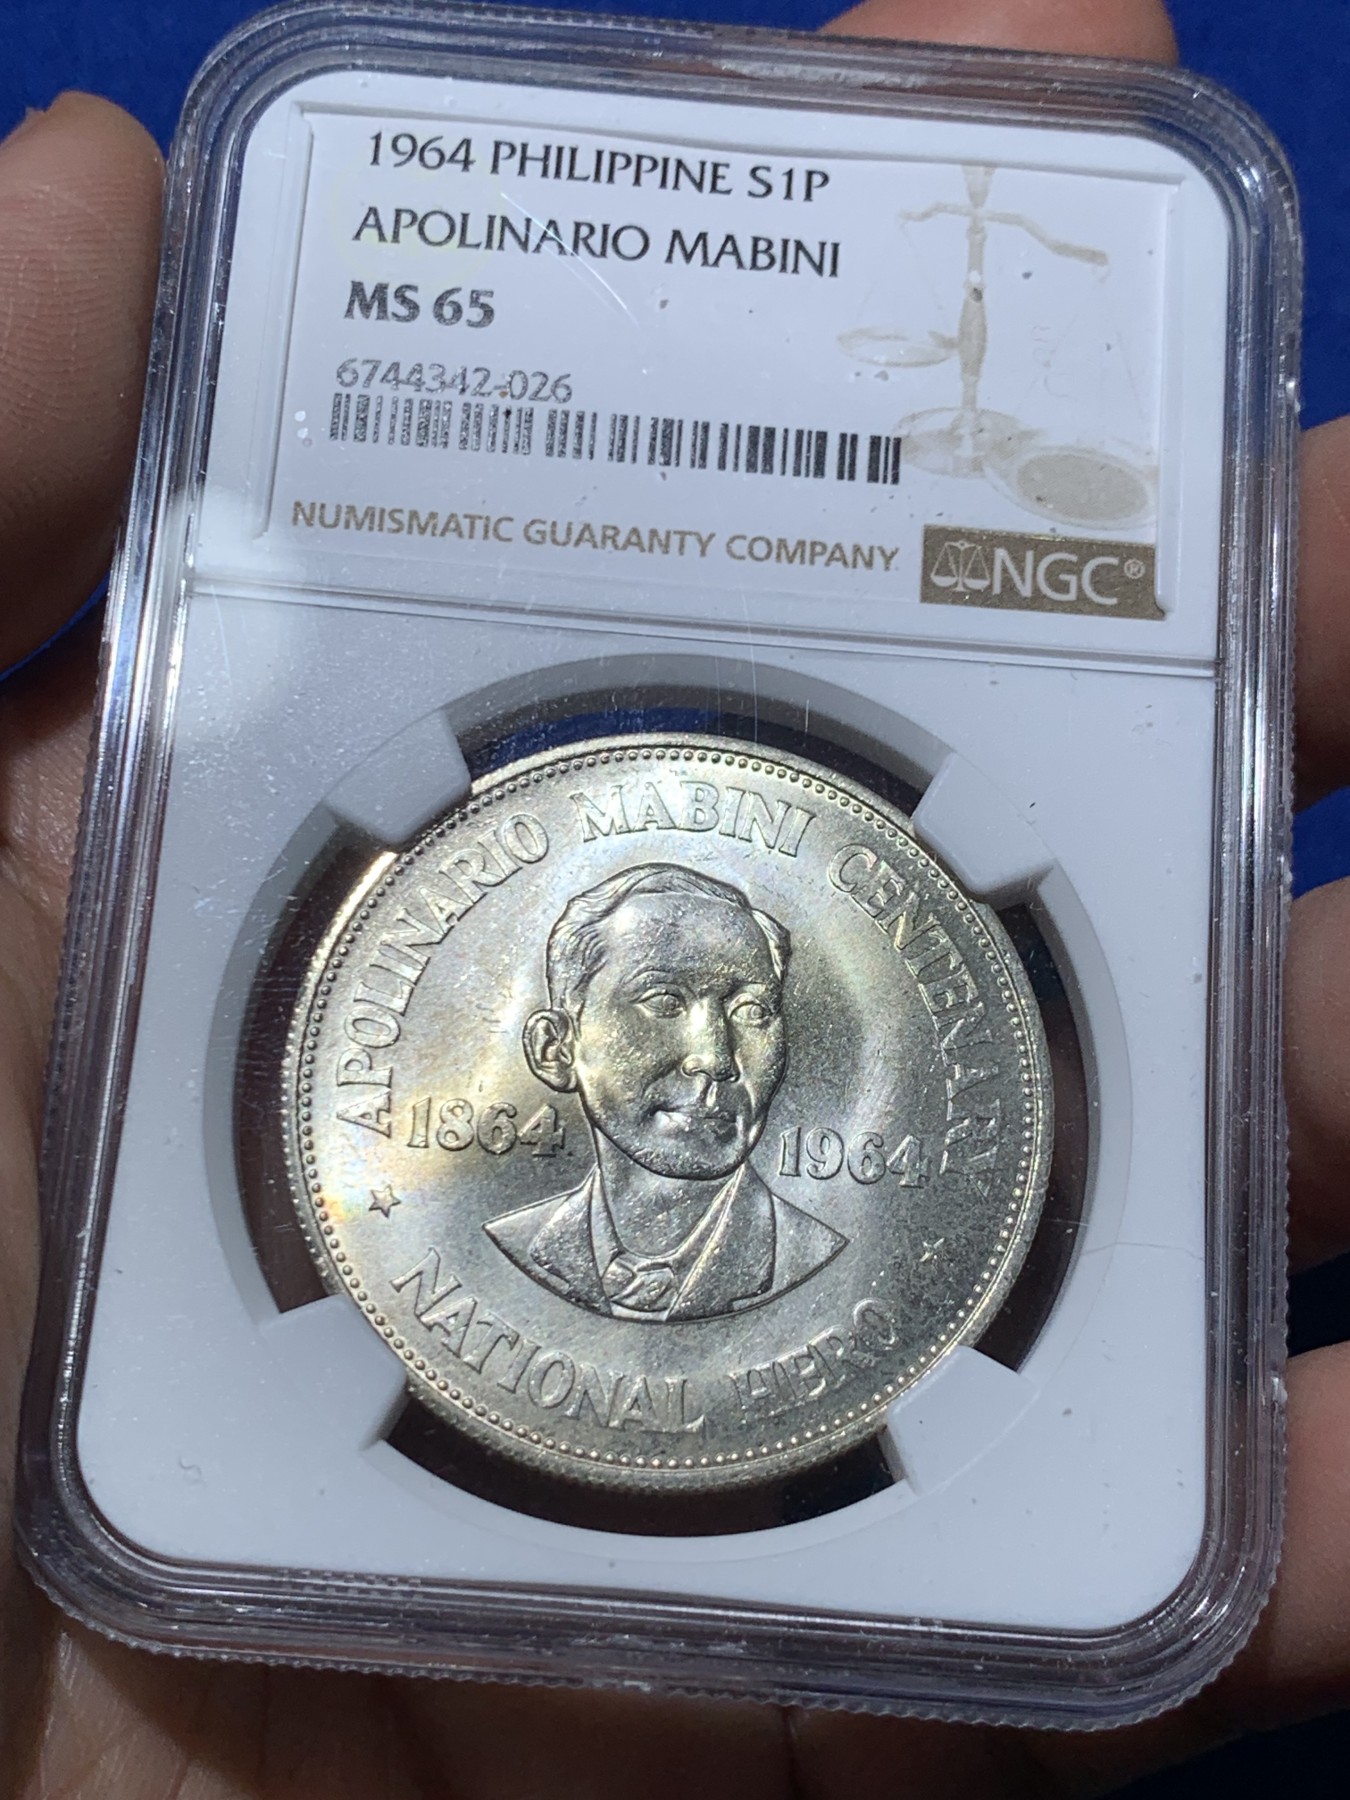 1964 PHILIPPINE S1P
APOLINARIO MABINI
MS 65
6744342-026
NUMISMATIC GUARANTY COMPANY
NGC®
APOLINARIO MABINI CENTENARY
1864 1964
NATIONAL HERO